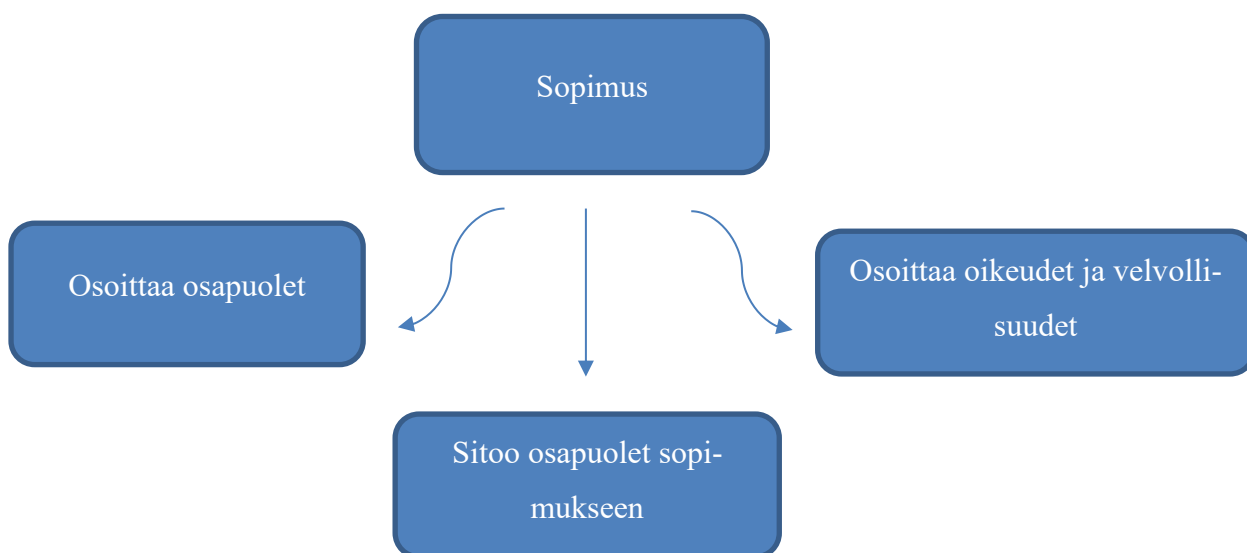 Sopimus
Osoittaa osapuolet
Osoittaa oikeudet ja velvolli-
suudet
Sitoo osapuolet sopi-
mukseen